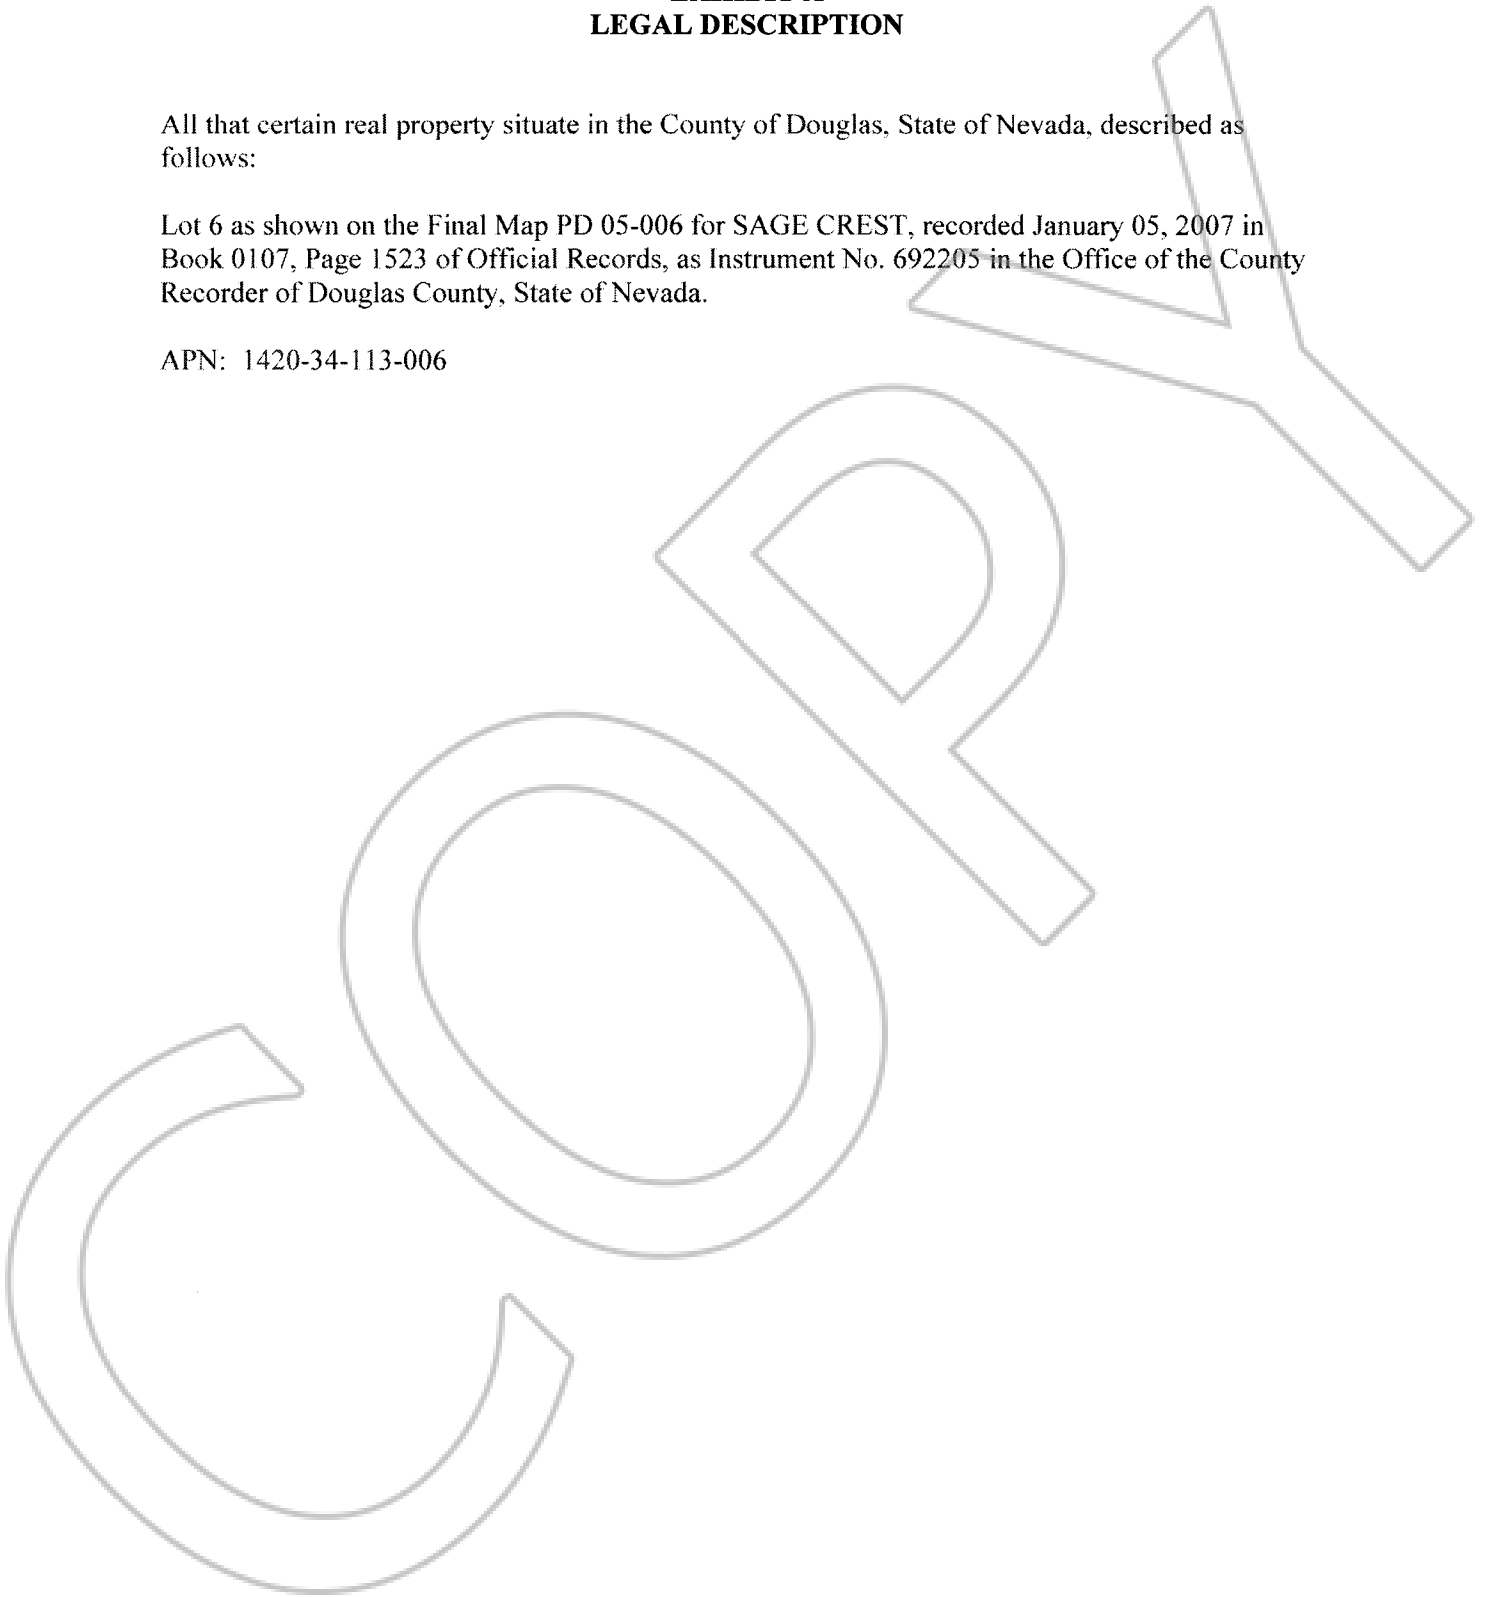 LEGAL DESCRIPTION
All that certain real property situate in the County of Douglas, State of Nevada, described as
follows:
Lot 6 as shown on the Final Map PD 05-006 for SAGE CREST, recorded January 05, 2007 in
Book 0107, Page 1523 of Official Records, as Instrument No. 692205 in the Office of the County
Recorder of Douglas County, State of Nevada.
APN: 1420-34-113-006
COPY